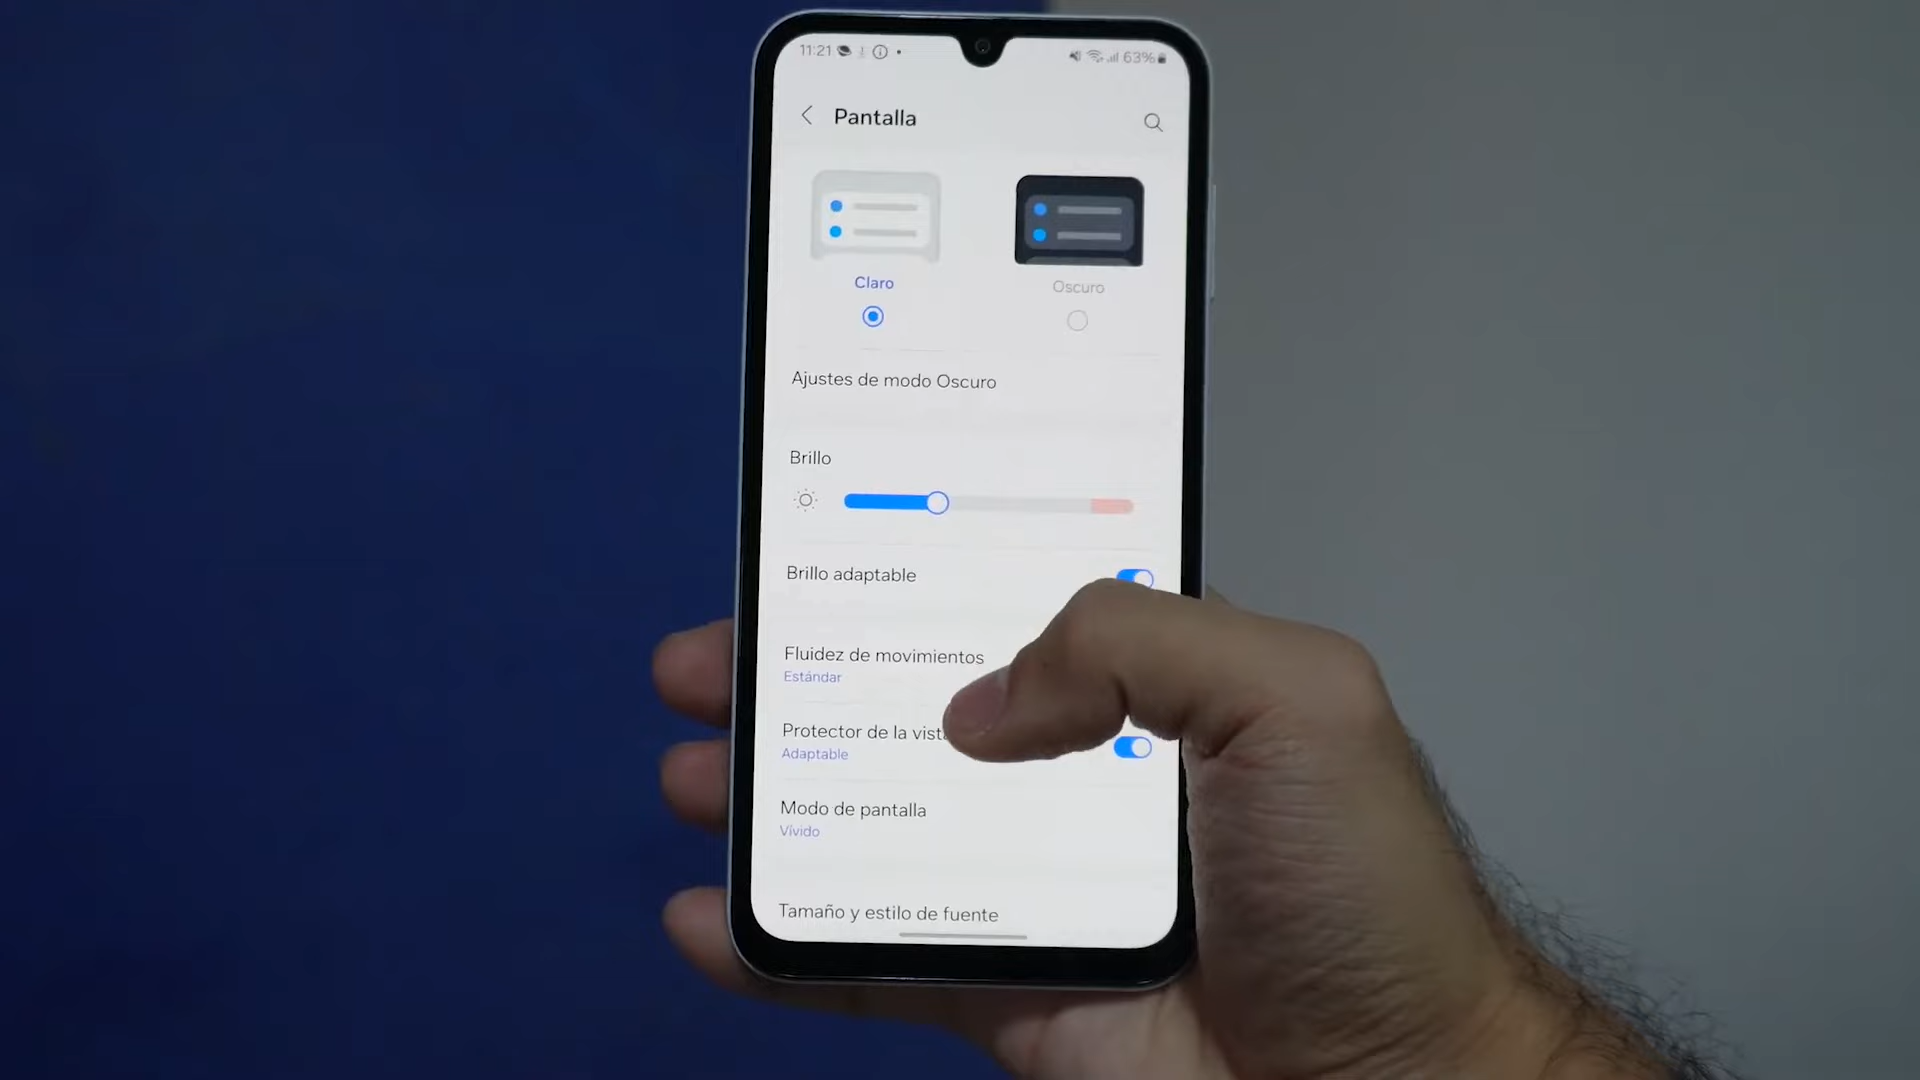 11:21
63%
Pantalla
Claro
Oscuro
Ajustes de modo Oscuro
Brillo
Brillo adaptable
Fluidez de movimientos
Estándar
Protector de la vista
Adaptable
Modo de pantalla
Vívido
Tamaño y estilo de fuente